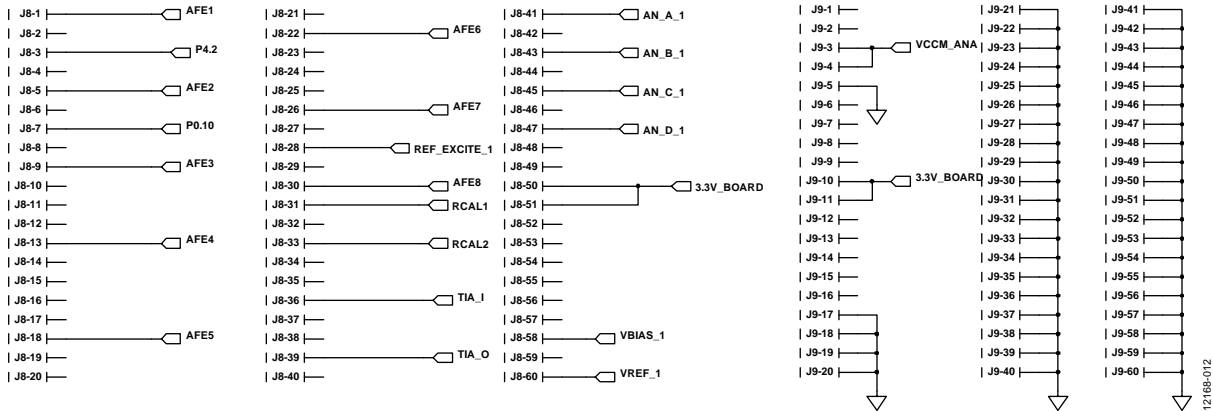 J8-1 AFE1
J8-2
J8-3 P4.2
J8-4
J8-5 AFE2
J8-6
J8-7 P0.10
J8-8
J8-9 AFE3
J8-10
J8-11
J8-12
J8-13 AFE4
J8-14
J8-15
J8-16
J8-17
J8-18 AFE5
J8-19
J8-20
J8-21
J8-22 AFE6
J8-23
J8-24
J8-25
J8-26 AFE7
J8-27
J8-28 REF_EXCITE_1
J8-29
J8-30 AFE8
J8-31 RCAL1
J8-32
J8-33 RCAL2
J8-34
J8-35
J8-36 TIA_I
J8-37
J8-38
J8-39 TIA_O
J8-40
J8-41 AN_A_1
J8-42
J8-43 AN_B_1
J8-44
J8-45 AN_C_1
J8-46
J8-47 AN_D_1
J8-48
J8-49
J8-50 3.3V_BOARD
J8-51
J8-52
J8-53
J8-54
J8-55
J8-56
J8-57
J8-58 VBIAS_1
J8-59
J8-60 VREF_1
J9-1
J9-2
J9-3 VCCM_ANA
J9-4
J9-5
J9-6
J9-7
J9-8
J9-9
J9-10 3.3V_BOARD
J9-11
J9-12
J9-13
J9-14
J9-15
J9-16
J9-17
J9-18
J9-19
J9-20
J9-21
J9-22
J9-23
J9-24
J9-25
J9-26
J9-27
J9-28
J9-29
J9-30
J9-31
J9-32
J9-33
J9-34
J9-35
J9-36
J9-37
J9-38
J9-39
J9-40
J9-41
J9-42
J9-43
J9-44
J9-45
J9-46
J9-47
J9-48
J9-49
J9-50
J9-51
J9-52
J9-53
J9-54
J9-55
J9-56
J9-57
J9-58
J9-59
J9-60
12168-012